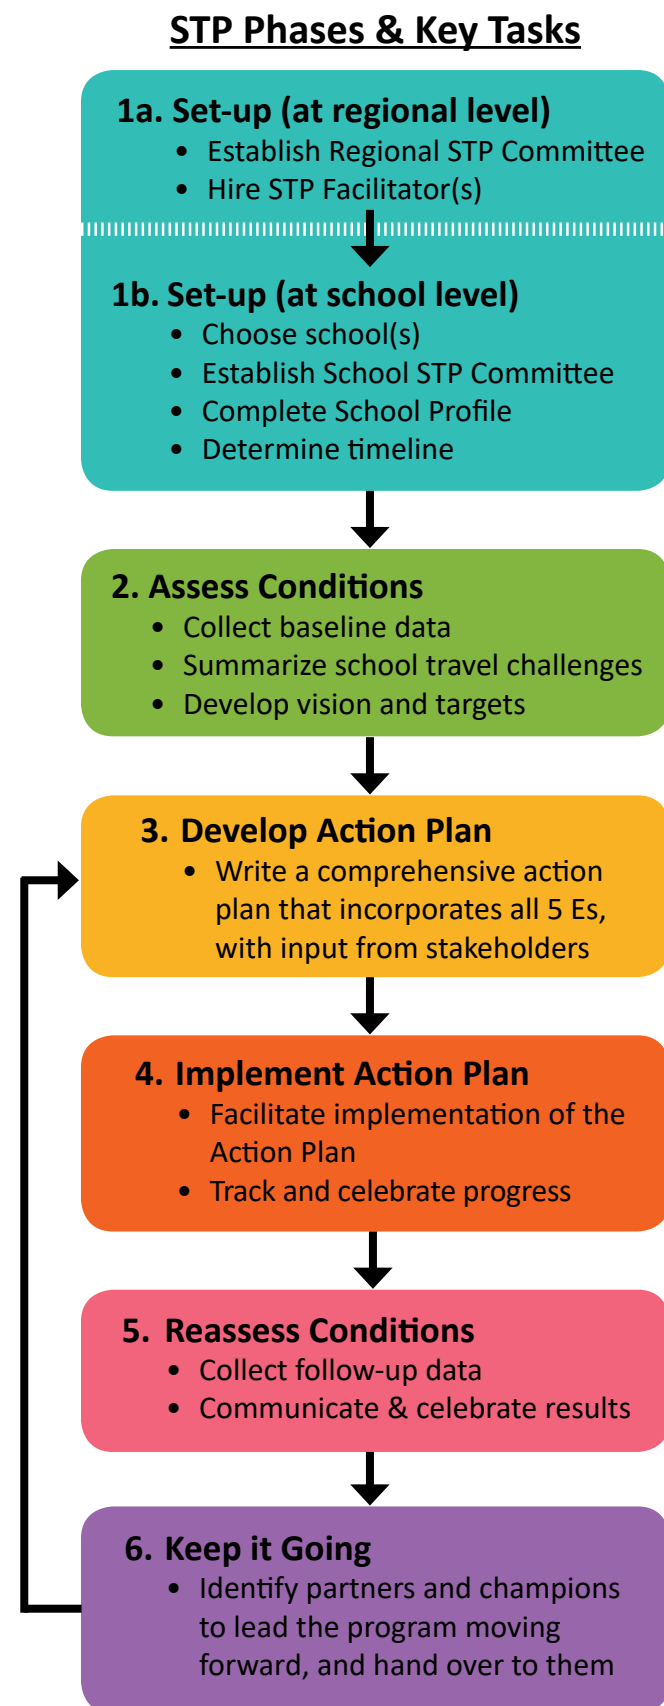 STP Phases & Key Tasks
1a. Set-up (at regional level)
• Establish Regional STP Committee
• Hire STP Facilitator(s)
1b. Set-up (at school level)
• Choose school(s)
• Establish School STP Committee
• Complete School Profile
• Determine timeline
2. Assess Conditions
• Collect baseline data
• Summarize school travel challenges
• Develop vision and targets
3. Develop Action Plan
• Write a comprehensive action
plan that incorporates all 5 Es,
with input from stakeholders
4. Implement Action Plan
• Facilitate implementation of the
Action Plan
• Track and celebrate progress
5. Reassess Conditions
• Collect follow-up data
• Communicate & celebrate results
6. Keep it Going
• Identify partners and champions
to lead the program moving
forward, and hand over to them